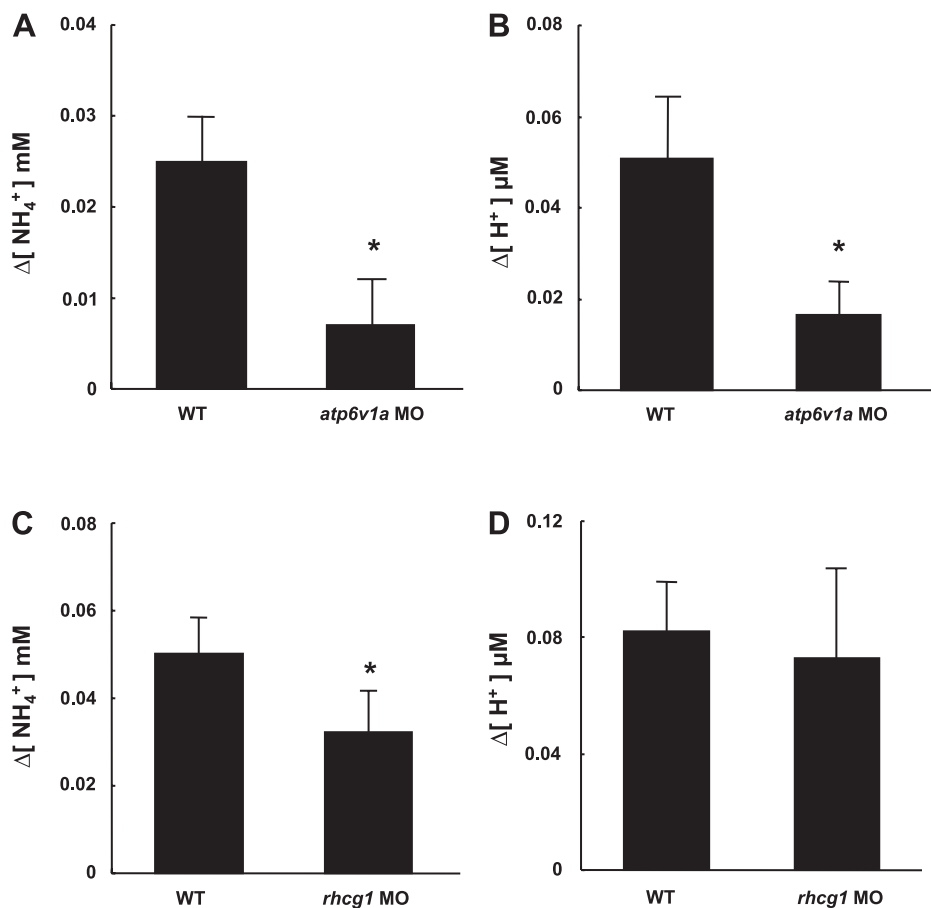 A
0.04
0.03
0.02
0.01
0
Δ[ NH₄⁺ ] mM
*
WT
atp6v1a MO
B
0.08
0.06
0.04
0.02
0
Δ[ H⁺ ] µM
*
WT
atp6v1a MO
C
0.08
0.06
0.04
0.02
0
Δ[ NH₄⁺ ] mM
*
WT
rhcg1 MO
D
0.12
0.08
0.04
0
Δ[ H⁺ ] µM
WT
rhcg1 MO